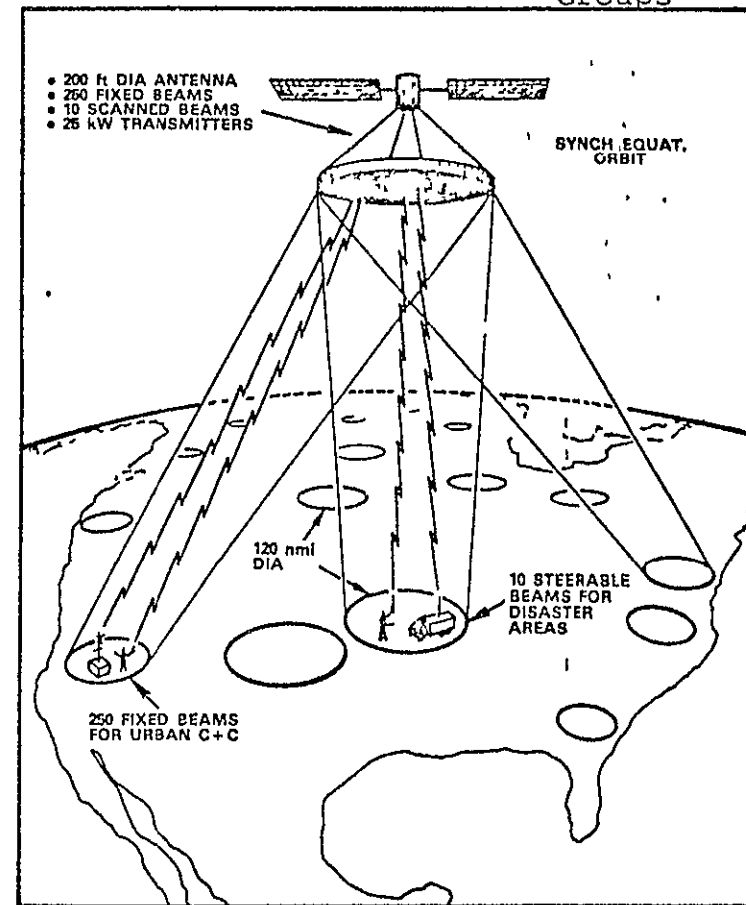 Groups
• 200 ft DIA ANTENNA
• 250 FIXED BEAMS
• 10 SCANNED BEAMS
• 25 kW TRANSMITTERS
SYNCH EQUAT.
ORBIT
120 nmi
DIA
10 STEERABLE
BEAMS FOR
DISASTER
AREAS
250 FIXED BEAMS
FOR URBAN C+C